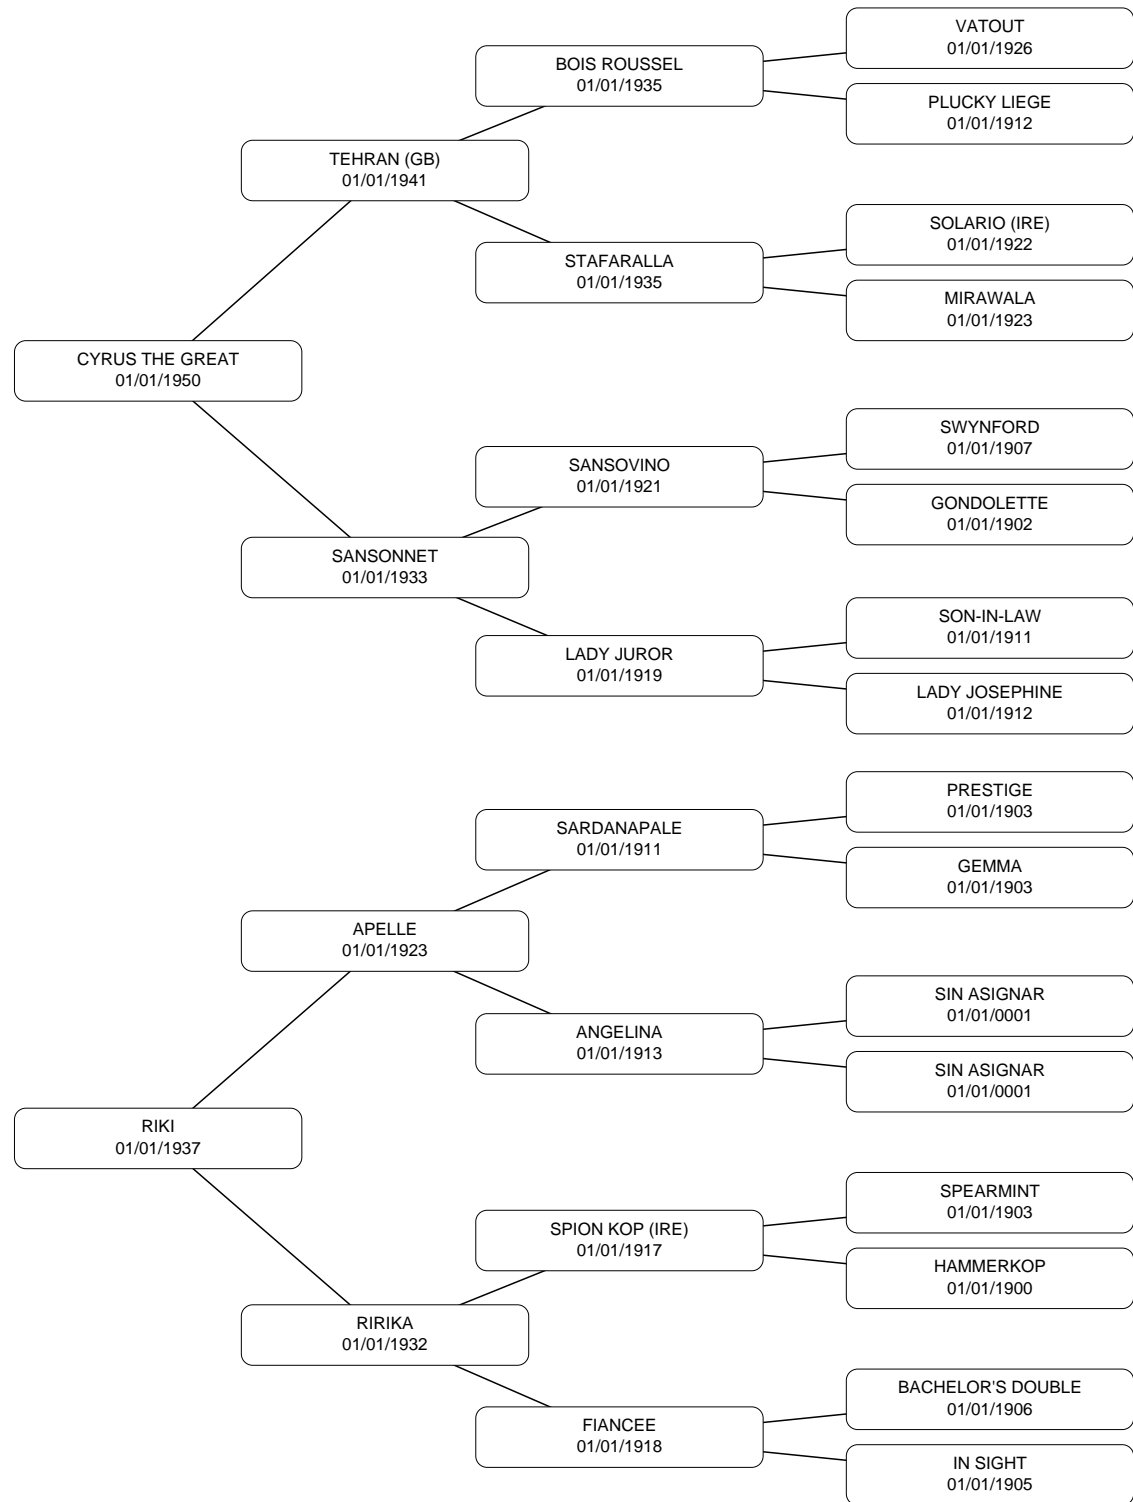 VATOUT
01/01/1926
BOIS ROUSSEL
01/01/1935
PLUCKY LIEGE
01/01/1912
TEHRAN (GB)
01/01/1941
SOLARIO (IRE)
01/01/1922
STAFARALLA
01/01/1935
MIRAWALA
01/01/1923
CYRUS THE GREAT
01/01/1950
SWYNFORD
01/01/1907
SANSOVINO
01/01/1921
GONDOLETTE
01/01/1902
SANSONNET
01/01/1933
SON-IN-LAW
01/01/1911
LADY JUROR
01/01/1919
LADY JOSEPHINE
01/01/1912
PRESTIGE
01/01/1903
SARDANAPALE
01/01/1911
GEMMA
01/01/1903
APELLE
01/01/1923
SIN ASIGNAR
01/01/0001
ANGELINA
01/01/1913
SIN ASIGNAR
01/01/0001
RIKI
01/01/1937
SPEARMINT
01/01/1903
SPION KOP (IRE)
01/01/1917
HAMMERKOP
01/01/1900
RIRIKA
01/01/1932
BACHELOR'S DOUBLE
01/01/1906
FIANCEE
01/01/1918
IN SIGHT
01/01/1905